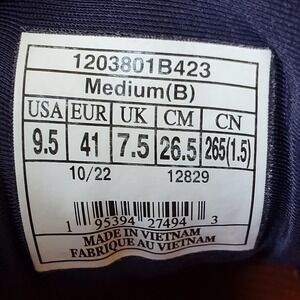 1203801B423
Medium(B)
USA EUR UK CM CN
9.5 41 7.5 26.5 265(1.5)
10/22 12829
1 95394 27494 3
MADE IN VIETNAM
FABRIQUE AU VIETNAM